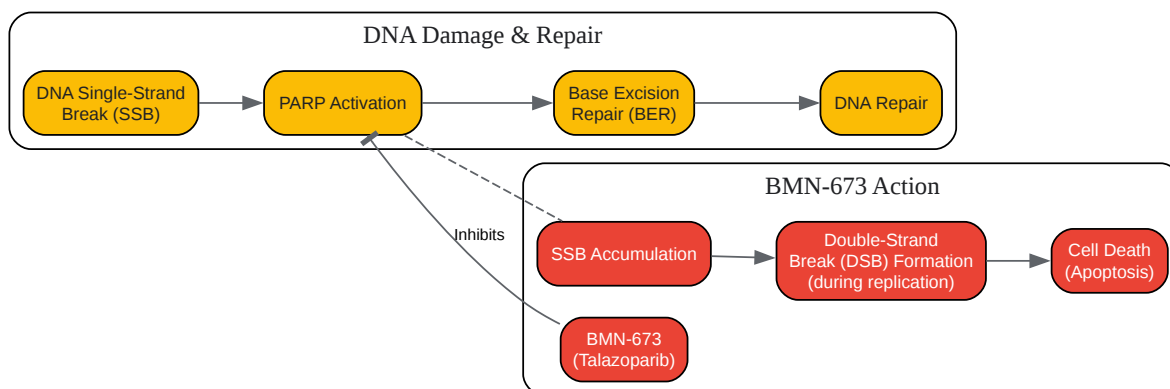 DNA Damage & Repair
DNA Single-Strand
Break (SSB)
PARP Activation
Base Excision
Repair (BER)
DNA Repair
BMN-673 Action
Inhibits
SSB Accumulation
Double-Strand
Break (DSB) Formation
(during replication)
Cell Death
(Apoptosis)
BMN-673
(Talazoparib)